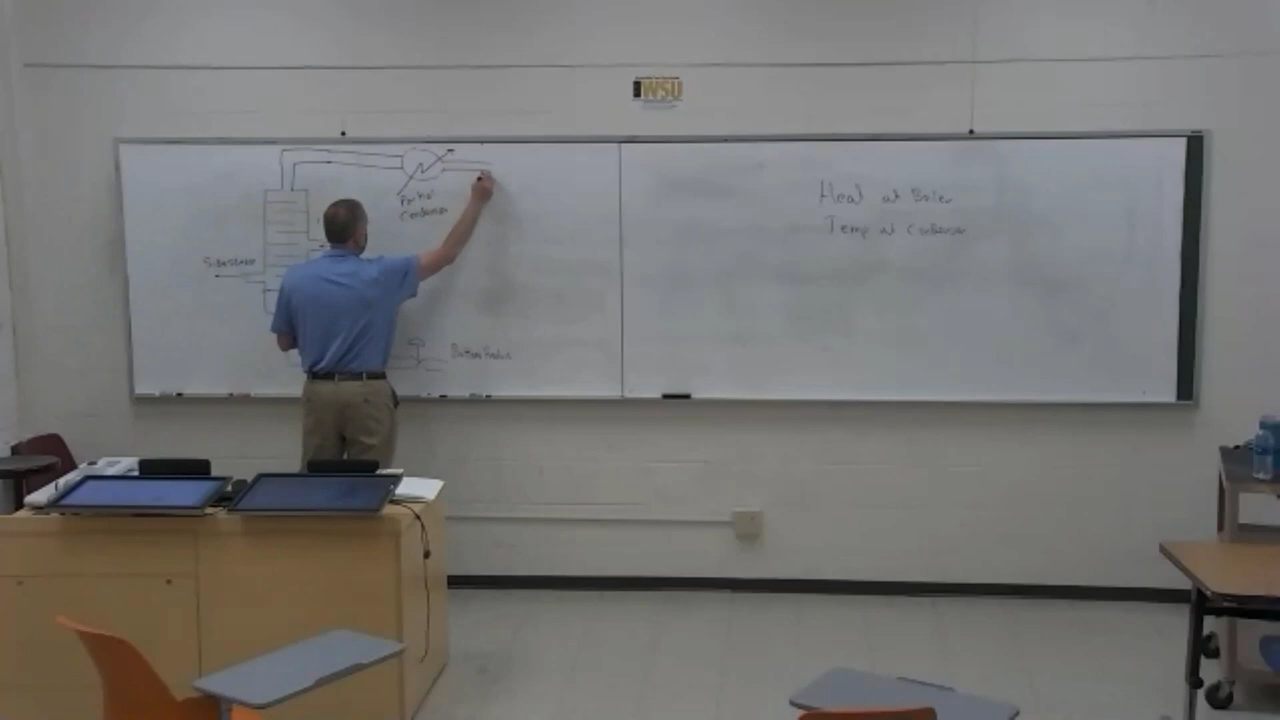 WSU
Partial
Condenser
Heat at Boiler
Temp at Condenser
Sidestream
Bottom Product